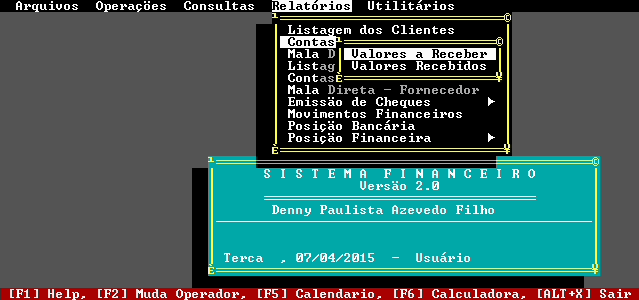 Arquivos Operações Consultas Relatórios Utilitários
Listagem dos Clientes
Contas
Valores a Receber
Mala D
Valores Recebidos
Listag
Contas
Mala Direta - Fornecedor
Emissão de Cheques
Movimentos Financeiros
Posição Bancária
Posição Financeira
SISTEMA FINANCEIRO
Versão 2.0
Denny Paulista Azevedo Filho
Terca , 07/04/2015 - Usuário
[F1] Help, [F2] Muda Operador, [F5] Calendario, [F6] Calculadora, [ALT+X] Sair